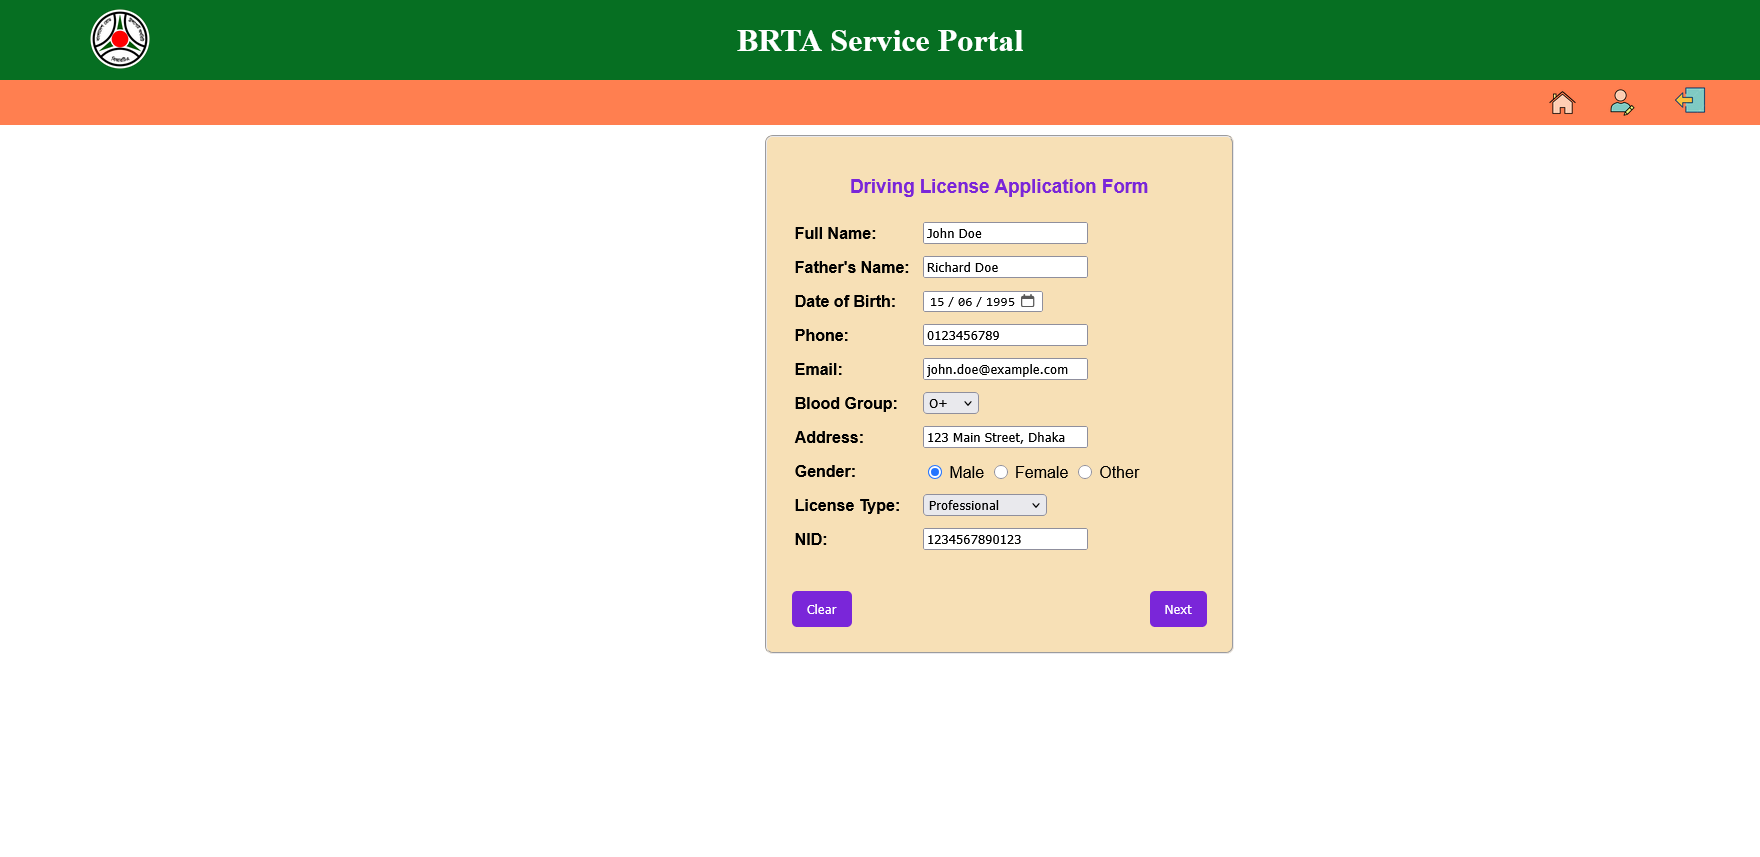 BRTA Service Portal
Driving License Application Form
Full Name: John Doe
Father's Name: Richard Doe
Date of Birth: 15 / 06 / 1995
Phone: 0123456789
Email: john.doe@example.com
Blood Group: O+
Address: 123 Main Street, Dhaka
Gender: Male Female Other
License Type: Professional
NID: 1234567890123
Clear Next